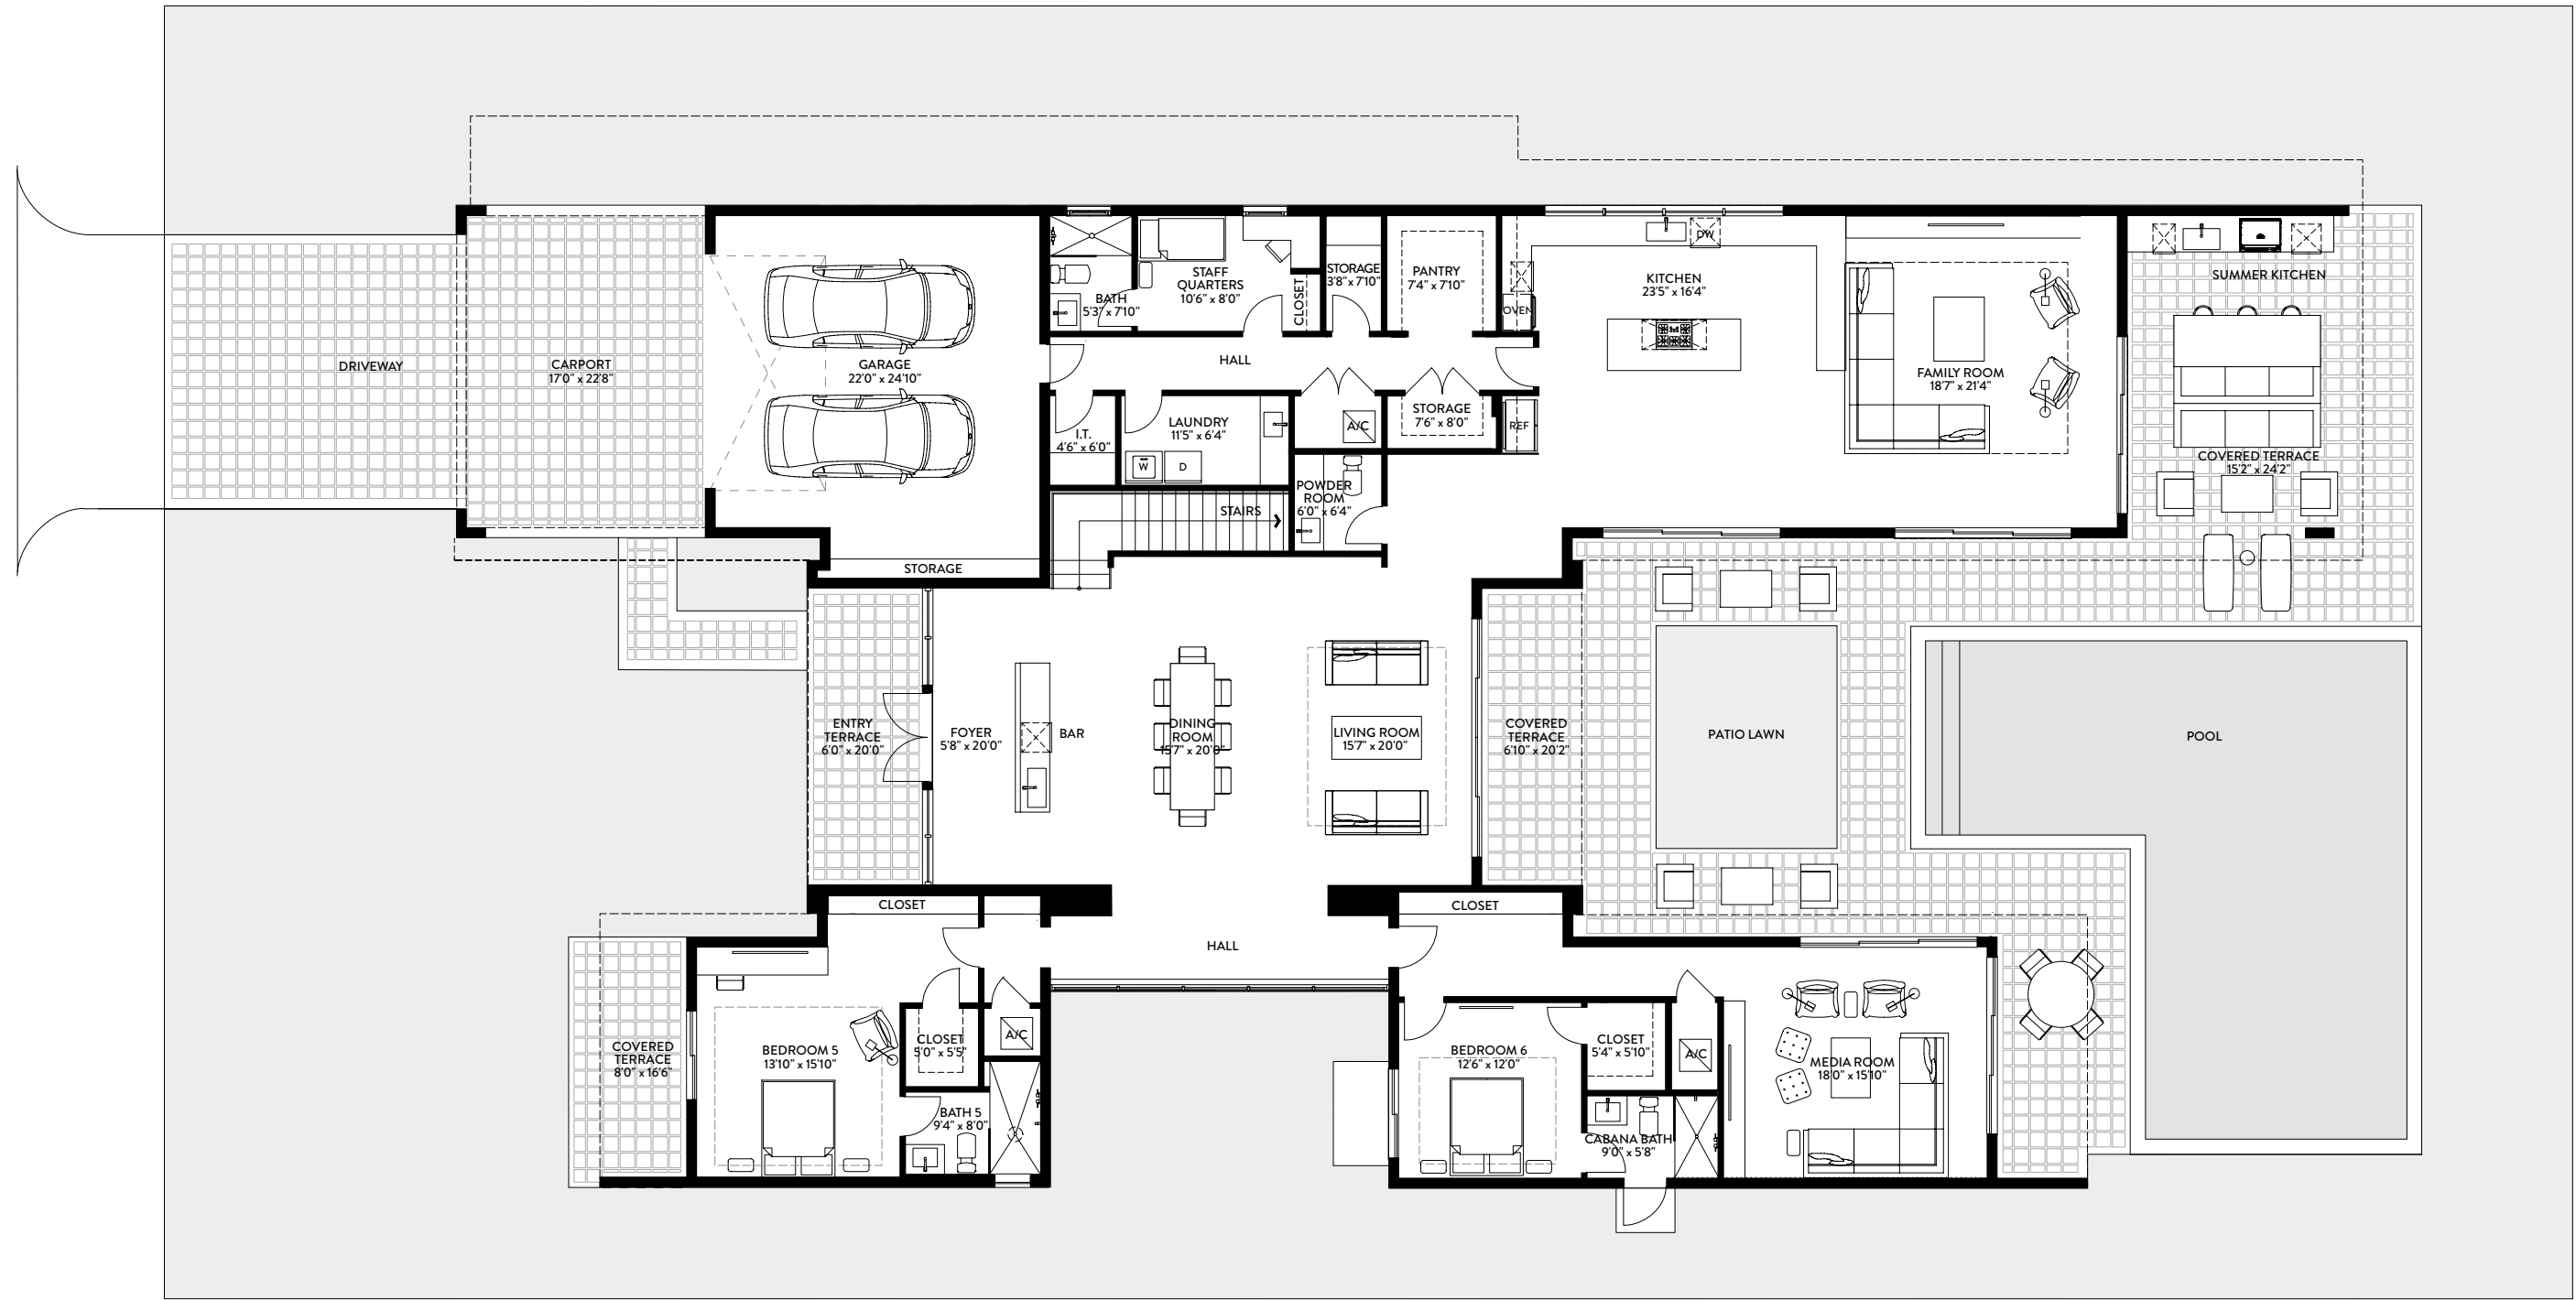 STAFF
QUARTERS
10'6" x 8'0"
CLOSET
STORAGE
3'8" x 7'10"
PANTRY
7'4" x 7'10"
BATH
5'3" x 7'10"
OVEN
KITCHEN
23'5" x 16'4"
DW
SUMMER KITCHEN
DRIVEWAY
CARPORT
17'0" x 22'8"
GARAGE
22'0" x 24'10"
HALL
FAMILY ROOM
18'7" x 21'4"
I.T.
4'6" x 6'0"
LAUNDRY
11'5" x 6'4"
W
D
A/C
STORAGE
7'6" x 8'0"
REF
COVERED TERRACE
15'2" x 24'2"
STAIRS
POWDER
ROOM
6'0" x 6'4"
STORAGE
ENTRY
TERRACE
6'0" x 20'0"
FOYER
5'8" x 20'0"
BAR
DINING
ROOM
15'7" x 20'0"
LIVING ROOM
15'7" x 20'0"
COVERED
TERRACE
6'10" x 20'2"
PATIO LAWN
POOL
CLOSET
HALL
CLOSET
COVERED
TERRACE
8'0" x 16'6"
BEDROOM 5
13'10" x 15'10"
CLOSET
5'0" x 5'5"
A/C
BATH 5
9'4" x 8'0"
BEDROOM 6
12'6" x 12'0"
CLOSET
5'4" x 5'10"
A/C
CABANA BATH
9'0" x 5'8"
MEDIA ROOM
18'0" x 15'10"